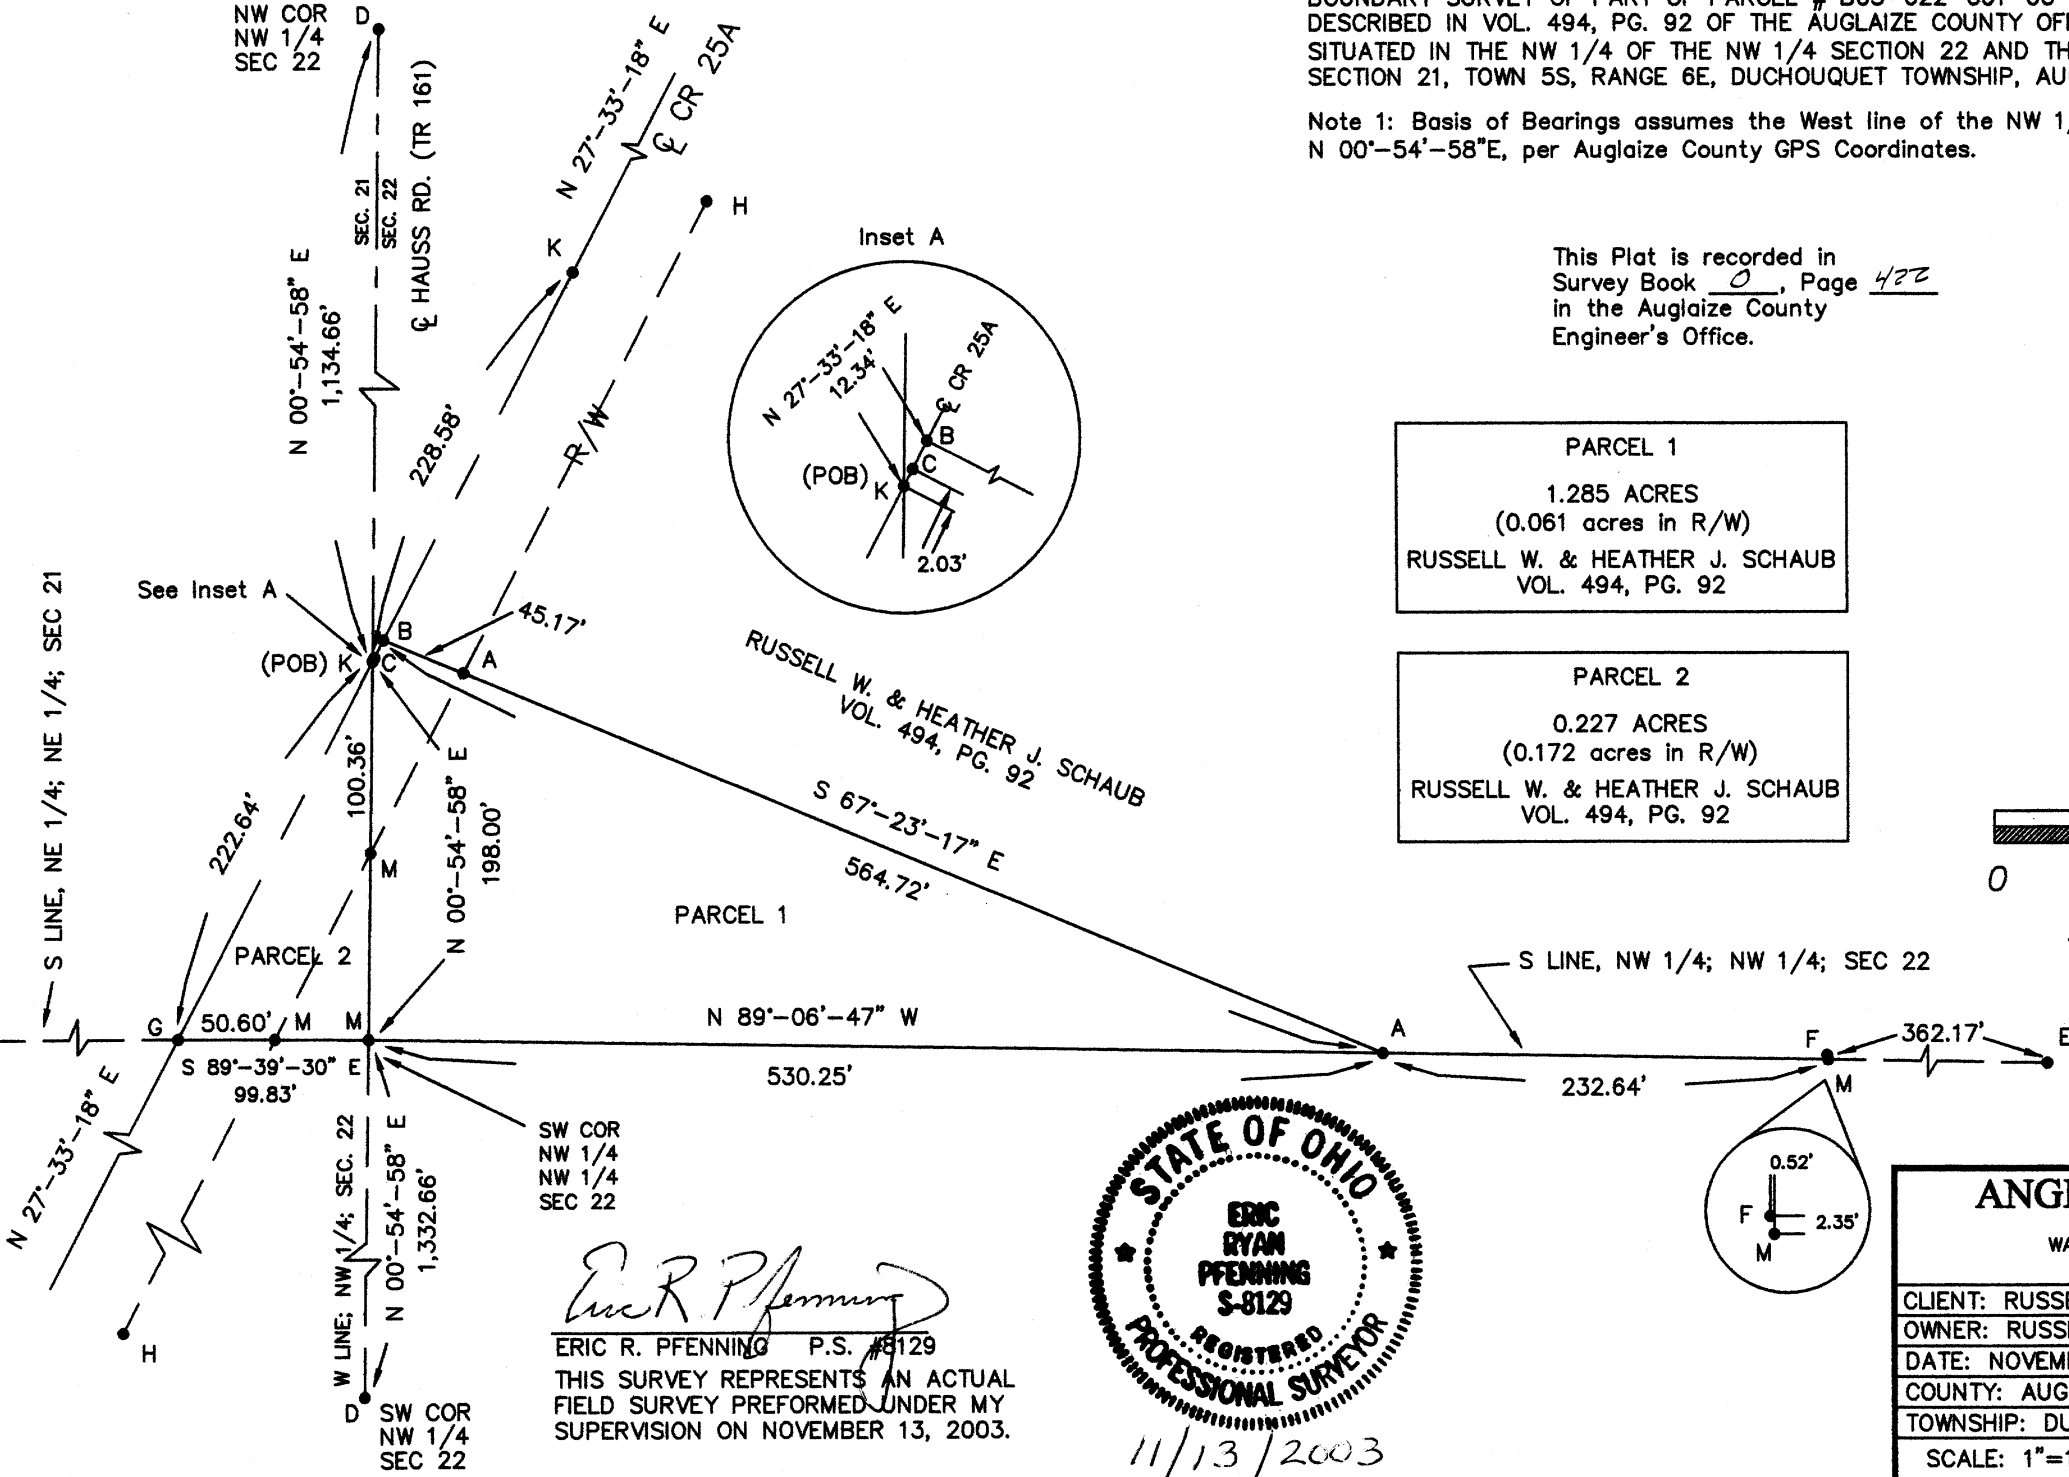 NW COR
NW 1/4
SEC 22
D
SEC. 21
SEC. 22
℄ HAUSS RD. (TR 161)
N 00°-54'-58" E
1,134.66'
N 27°-33'-18" E
℄ CR 25A
K
H
228.58'
R/W
Inset A
N 27°-33'-18" E
12.34'
℄ CR 25A
B
C
(POB) K
2.03'
DESCRIBED IN VOL. 494, PG. 92 OF THE AUGLAIZE COUNTY
SITUATED IN THE NW 1/4 OF THE NW 1/4 SECTION 22 AND
SECTION 21, TOWN 5S, RANGE 6E, DUCHOUQUET TOWNSHIP,
Note 1: Basis of Bearings assumes the West line of the NW
N 00°-54'-58"E, per Auglaize County GPS Coordinates.
This Plat is recorded in
Survey Book O, Page 422
in the Auglaize County
Engineer's Office.
PARCEL 1
1.285 ACRES
(0.061 acres in R/W)
RUSSELL W. & HEATHER J. SCHAUB
VOL. 494, PG. 92
PARCEL 2
0.227 ACRES
(0.172 acres in R/W)
RUSSELL W. & HEATHER J. SCHAUB
VOL. 494, PG. 92
0
See Inset A
(POB) K
C
B
A
45.17'
S LINE, NE 1/4; NE 1/4; SEC 21
RUSSELL W. & HEATHER J. SCHAUB
VOL. 494, PG. 92
222.64'
100.36'
M
N 00°-54'-58" E
198.00'
S 67°-23'-17" E
564.72'
PARCEL 1
PARCEL 2
S LINE, NW 1/4; NW 1/4; SEC 22
G
50.60'
M
M
N 89°-06'-47" W
530.25'
A
F
M
362.17'
E
232.64'
S 89°-39'-30" E
99.83'
N 27°-33'-18" E
H
W LINE; NW 1/4; SEC. 22
N 00°-54'-58" E
1,332.66'
SW COR
NW 1/4
NW 1/4
SEC 22
D
SW COR
NW 1/4
SEC 22
0.52'
F
2.35'
M
Eric R Pfenning
ERIC R. PFENNING P.S. #8129
THIS SURVEY REPRESENTS AN ACTUAL
FIELD SURVEY PREFORMED UNDER MY
SUPERVISION ON NOVEMBER 13, 2003.
STATE OF OHIO
ERIC
RYAN
PFENNING
S-8129
REGISTERED
PROFESSIONAL SURVEYOR
11/13/2003
CLIENT:
OWNER:
DATE:
COUNTY:
TOWNSHIP:
SCALE: 1"=